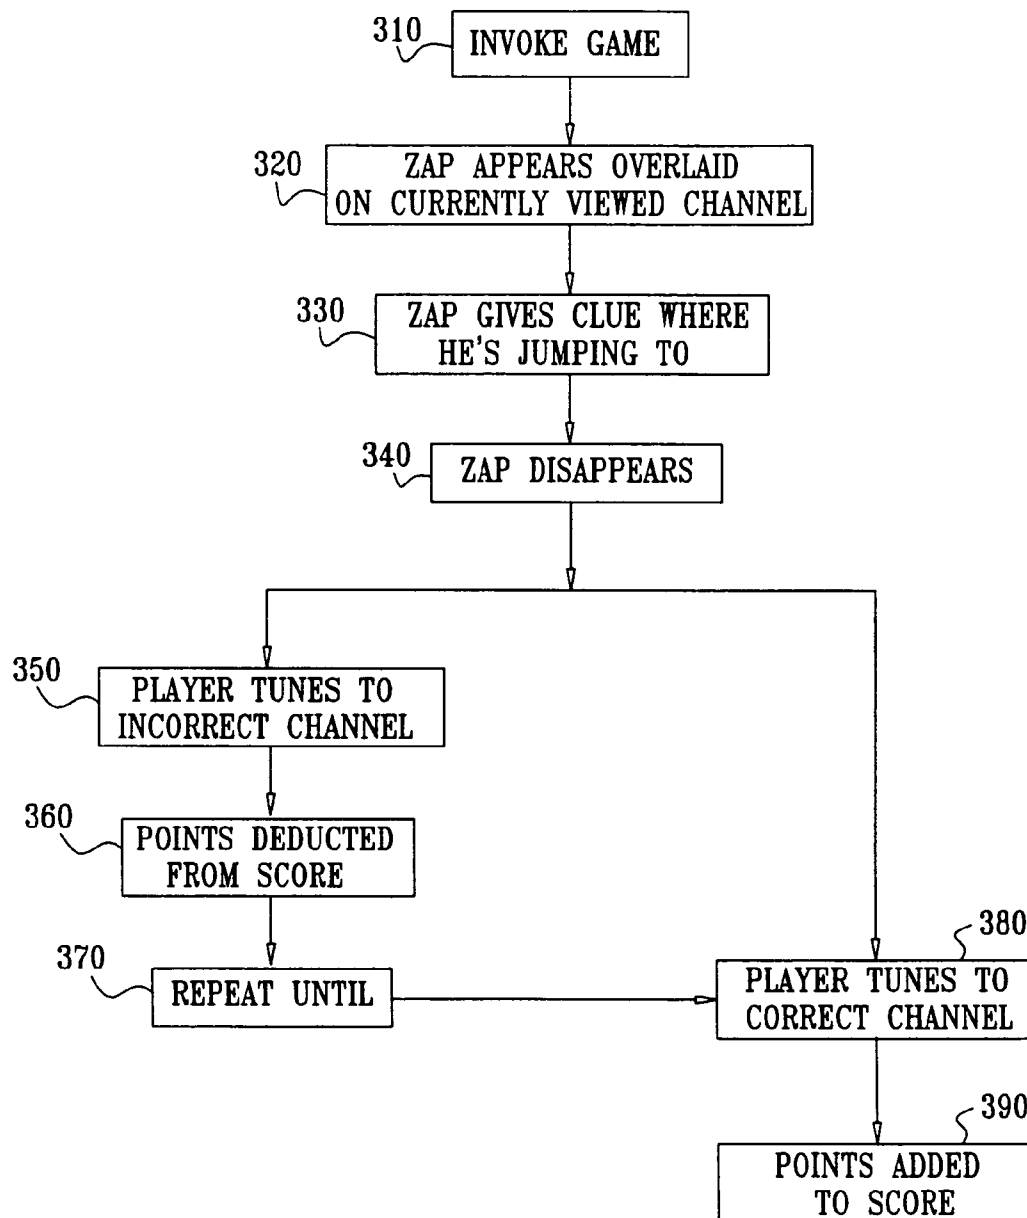 310
INVOKE GAME
320
ZAP APPEARS OVERLAID
ON CURRENTLY VIEWED CHANNEL
330
ZAP GIVES CLUE WHERE
HE'S JUMPING TO
340
ZAP DISAPPEARS
350
PLAYER TUNES TO
INCORRECT CHANNEL
360
POINTS DEDUCTED
FROM SCORE
370
REPEAT UNTIL
380
PLAYER TUNES TO
CORRECT CHANNEL
390
POINTS ADDED
TO SCORE